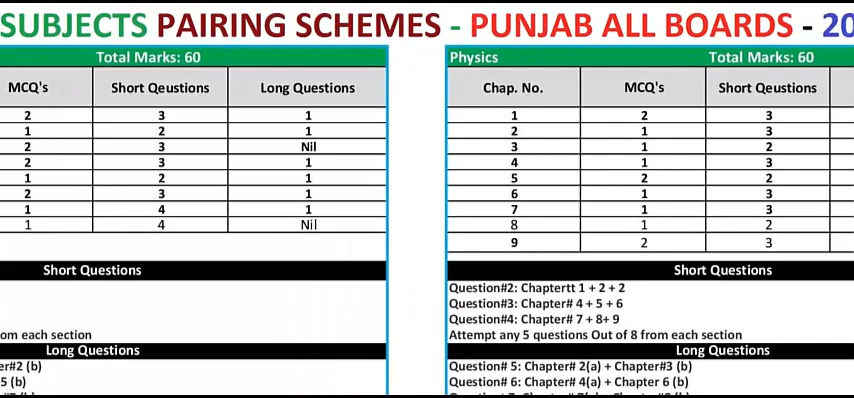 SUBJECTS PAIRING SCHEMES - PUNJAB ALL BOARDS - 20
Total Marks: 60
MCQ's Short Qeustions Long Questions
2 3 1
1 2 1
2 3 Nil
2 3 1
1 2 1
2 3 1
1 4 1
1 4 Nil
Short Questions
om each section
Long Questions
er#2 (b)
5 (b)
Physics Total Marks: 60
Chap. No. MCQ's Short Qeustions
1 2 3
2 1 3
3 1 2
4 1 3
5 2 2
6 1 3
7 1 3
8 1 2
9 2 3
Short Questions
Question#2: Chaptertt 1 + 2 + 2
Question#3: Chapter# 4 + 5 + 6
Question#4: Chapter# 7 + 8+ 9
Attempt any 5 questions Out of 8 from each section
Long Questions
Question# 5: Chapter# 2(a) + Chapter#3 (b)
Question# 6: Chapter# 4(a) + Chapter 6 (b)